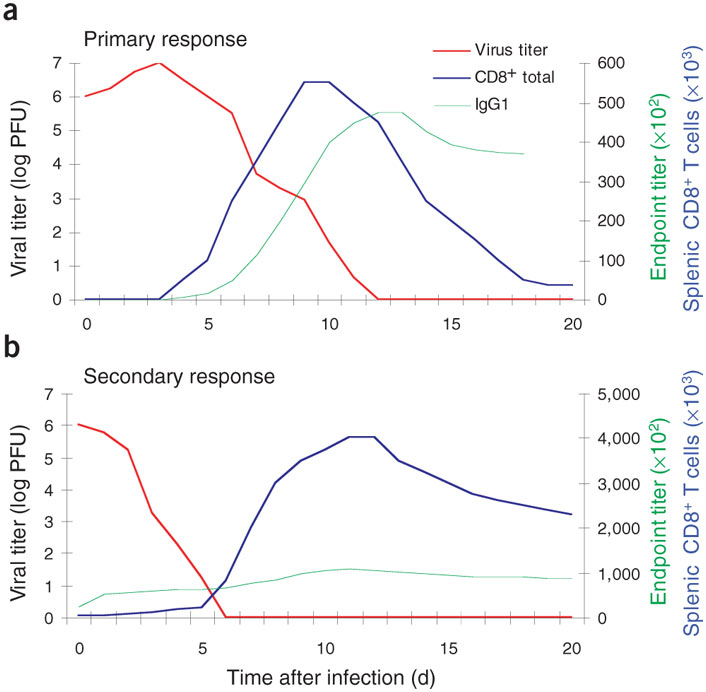 a
Primary response
Virus titer
CD8+ total
IgG1
7
6
5
4
3
2
1
0
Viral titer (log PFU)
600
500
400
300
200
100
0
Endpoint titer (×10²)
Splenic CD8⁺ T cells (×10³)
0 5 10 15 20
b
Secondary response
7
6
5
4
3
2
1
0
Viral titer (log PFU)
5,000
4,000
3,000
2,000
1,000
0
Endpoint titer (×10²)
Splenic CD8⁺ T cells (×10³)
0 5 10 15 20
Time after infection (d)